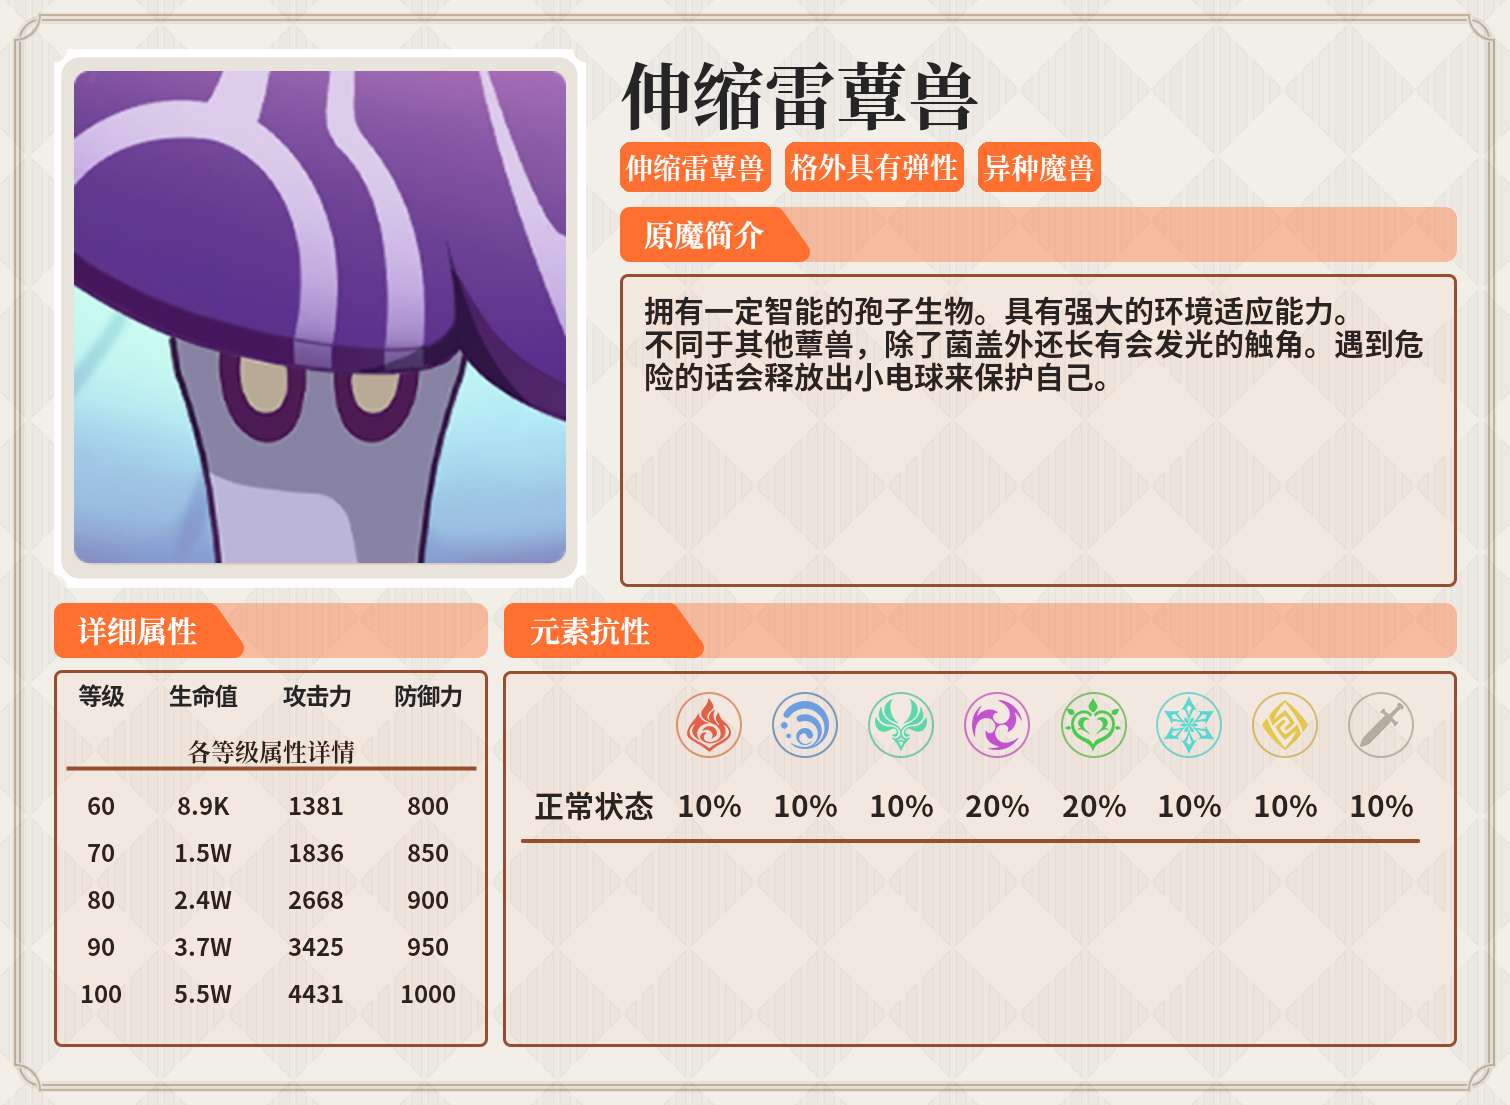 伸缩雷蕈兽
伸缩雷蕈兽 格外具有弹性 异种魔兽
原魔简介
拥有一定智能的孢子生物。具有强大的环境适应能力。
不同于其他蕈兽，除了菌盖外还长有会发光的触角。遇到危
险的话会释放出小电球来保护自己。
详细属性
等级 生命值 攻击力 防御力
各等级属性详情
60 8.9K 1381 800
70 1.5W 1836 850
80 2.4W 2668 900
90 3.7W 3425 950
100 5.5W 4431 1000
元素抗性
正常状态 10% 10% 10% 20% 20% 10% 10% 10%